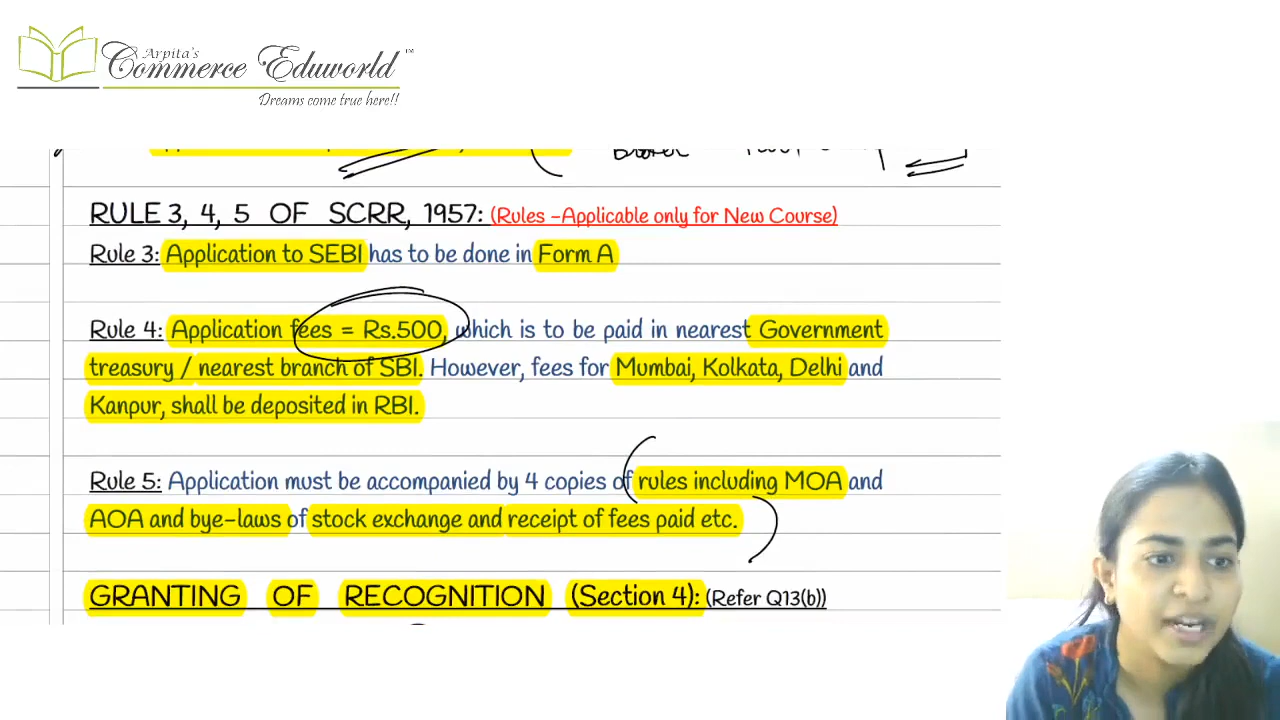 Arpita's
Commerce Eduworld™
Dreams come true here!!
RULE 3, 4, 5 OF SCRR, 1957: (Rules -Applicable only for New Course)
Rule 3: Application to SEBI has to be done in Form A
Rule 4: Application fees = Rs.500, which is to be paid in nearest Government
treasury / nearest branch of SBI. However, fees for Mumbai, Kolkata, Delhi and
Kanpur, shall be deposited in RBI.
Rule 5: Application must be accompanied by 4 copies of rules including MOA and
AOA and bye-laws of stock exchange and receipt of fees paid etc.
GRANTING OF RECOGNITION (Section 4): (Refer Q13(b))